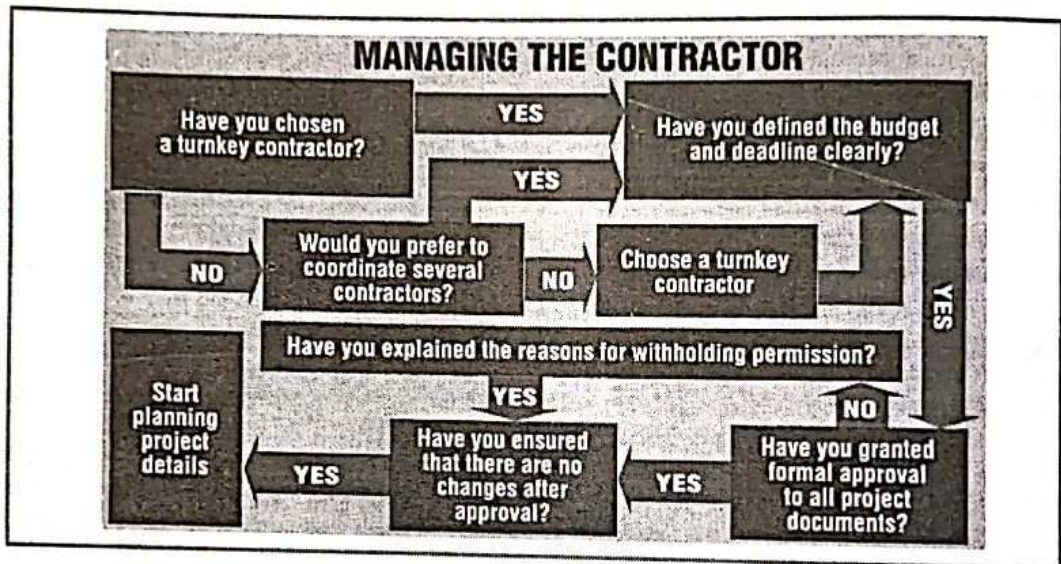 MANAGING THE CONTRACTOR
Have you chosen
a turnkey contractor?
YES
Have you defined the budget
and deadline clearly?
YES
NO
Would you prefer to
coordinate several
contractors?
NO
Choose a turnkey
contractor
YES
Have you explained the reasons for withholding permission?
Start
planning
project
details
YES
YES
Have you ensured
that there are no
changes after
approval?
YES
NO
Have you granted
formal approval
to all project
documents?